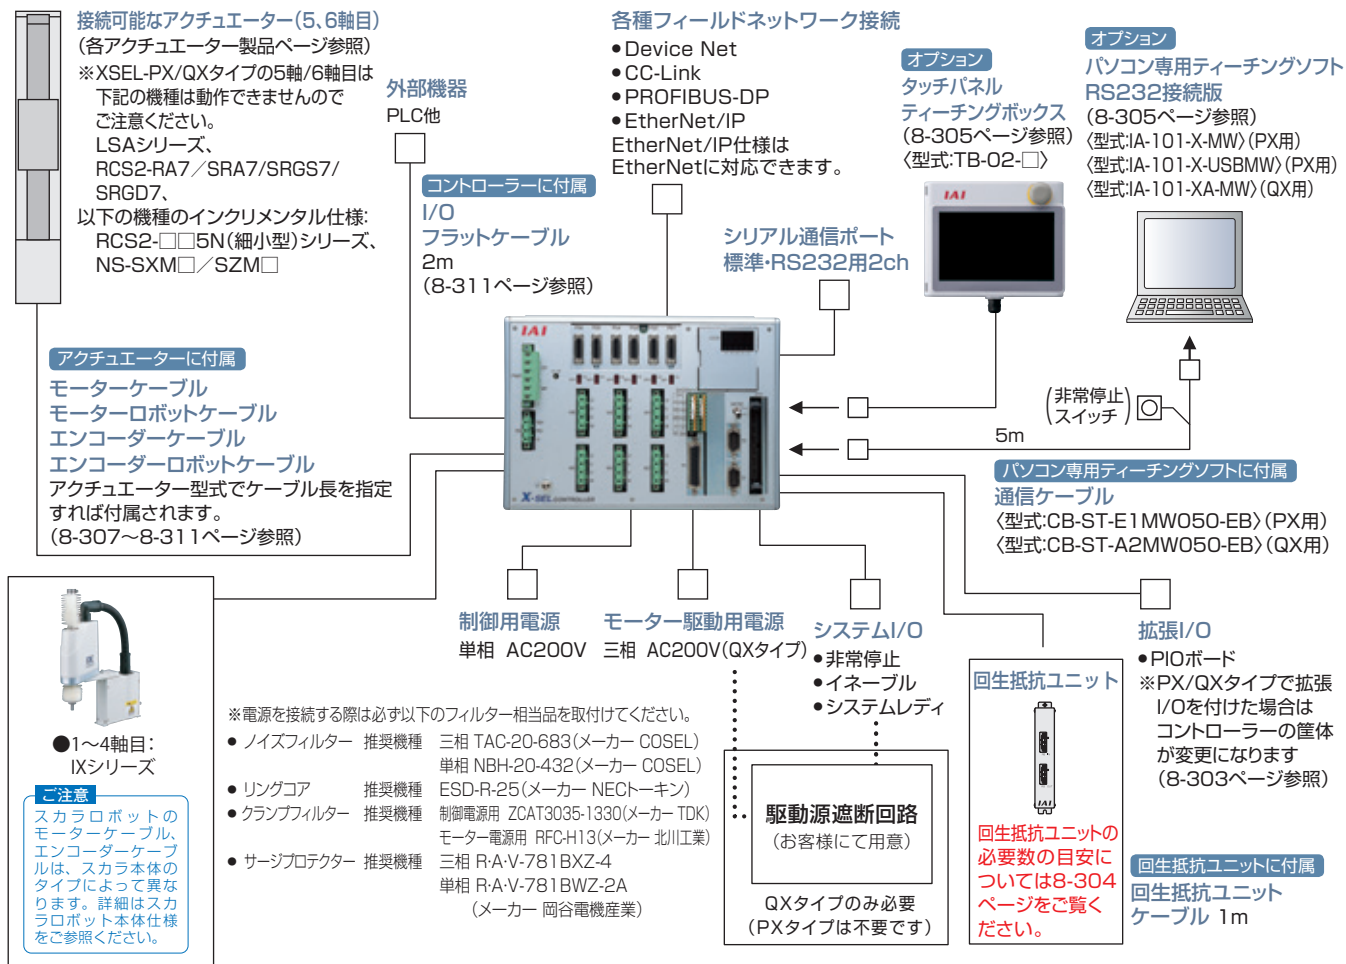 接続可能なアクチュエーター(5、6軸目)
(各アクチュエーター製品ページ参照)
※XSEL-PX/QXタイプの5軸/6軸目は
下記の機種は動作できませんので
ご注意ください。
LSAシリーズ、
RCS2-RA7／SRA7/SRGS7/
SRGD7、
以下の機種のインクリメンタル仕様:
RCS2-□□5N(細小型)シリーズ、
NS-SXM□／SZM□
外部機器
PLC他
コントローラーに付属
I/O
フラットケーブル
2m
(8-311ページ参照)
各種フィールドネットワーク接続
●Device Net
●CC-Link
●PROFIBUS-DP
●EtherNet/IP
EtherNet/IP仕様は
EtherNetに対応できます。
シリアル通信ポート
標準・RS232用2ch
オプション
タッチパネル
ティーチングボックス
(8-305ページ参照)
〈型式:TB-02-□〉
IAI
オプション
パソコン専用ティーチングソフト
RS232接続版
(8-305ページ参照)
〈型式:IA-101-X-MW〉(PX用)
〈型式:IA-101-X-USBMW〉(PX用)
〈型式:IA-101-XA-MW〉(QX用)
非常停止
スイッチ
5m
パソコン専用ティーチングソフトに付属
通信ケーブル
〈型式:CB-ST-E1MW050-EB〉(PX用)
〈型式:CB-ST-A2MW050-EB〉(QX用)
アクチュエーターに付属
モーターケーブル
モーターロボットケーブル
エンコーダーケーブル
エンコーダーロボットケーブル
アクチュエーター型式でケーブル長を指定
すれば付属されます。
(8-307〜8-311ページ参照)
IAI
X-SEL CONTROLLER
●1〜4軸目:
IXシリーズ
ご注意
スカラロボットの
モーターケーブル、
エンコーダーケーブ
ルは、スカラ本体の
タイプによって異な
ります。詳細はスカ
ラロボット本体仕様
をご参照ください。
制御用電源
単相 AC200V
モーター駆動用電源
三相 AC200V(QXタイプ)
システムI/O
●非常停止
●イネーブル
●システムレディ
※電源を接続する際は必ず以下のフィルター相当品を取付けてください。
● ノイズフィルター 推奨機種 三相 TAC-20-683(メーカー COSEL)
単相 NBH-20-432(メーカー COSEL)
● リングコア 推奨機種 ESD-R-25(メーカー NECトーキン)
● クランプフィルター 推奨機種 制御電源用 ZCAT3035-1330(メーカー TDK)
モーター電源用 RFC-H13(メーカー 北川工業)
● サージプロテクター 推奨機種 三相 R・A・V-781BXZ-4
単相 R・A・V-781BWZ-2A
(メーカー 岡谷電機産業)
駆動源遮断回路
(お客様にて用意)
QXタイプのみ必要
(PXタイプは不要です)
回生抵抗ユニット
IAI
回生抵抗ユニットの
必要数の目安に
ついては8-304
ページをご覧く
ださい。
拡張I/O
●PIOボード
※PX/QXタイプで拡張
I/Oを付けた場合は
コントローラーの筐体
が変更になります
(8-303ページ参照)
回生抵抗ユニットに付属
回生抵抗ユニット
ケーブル 1m